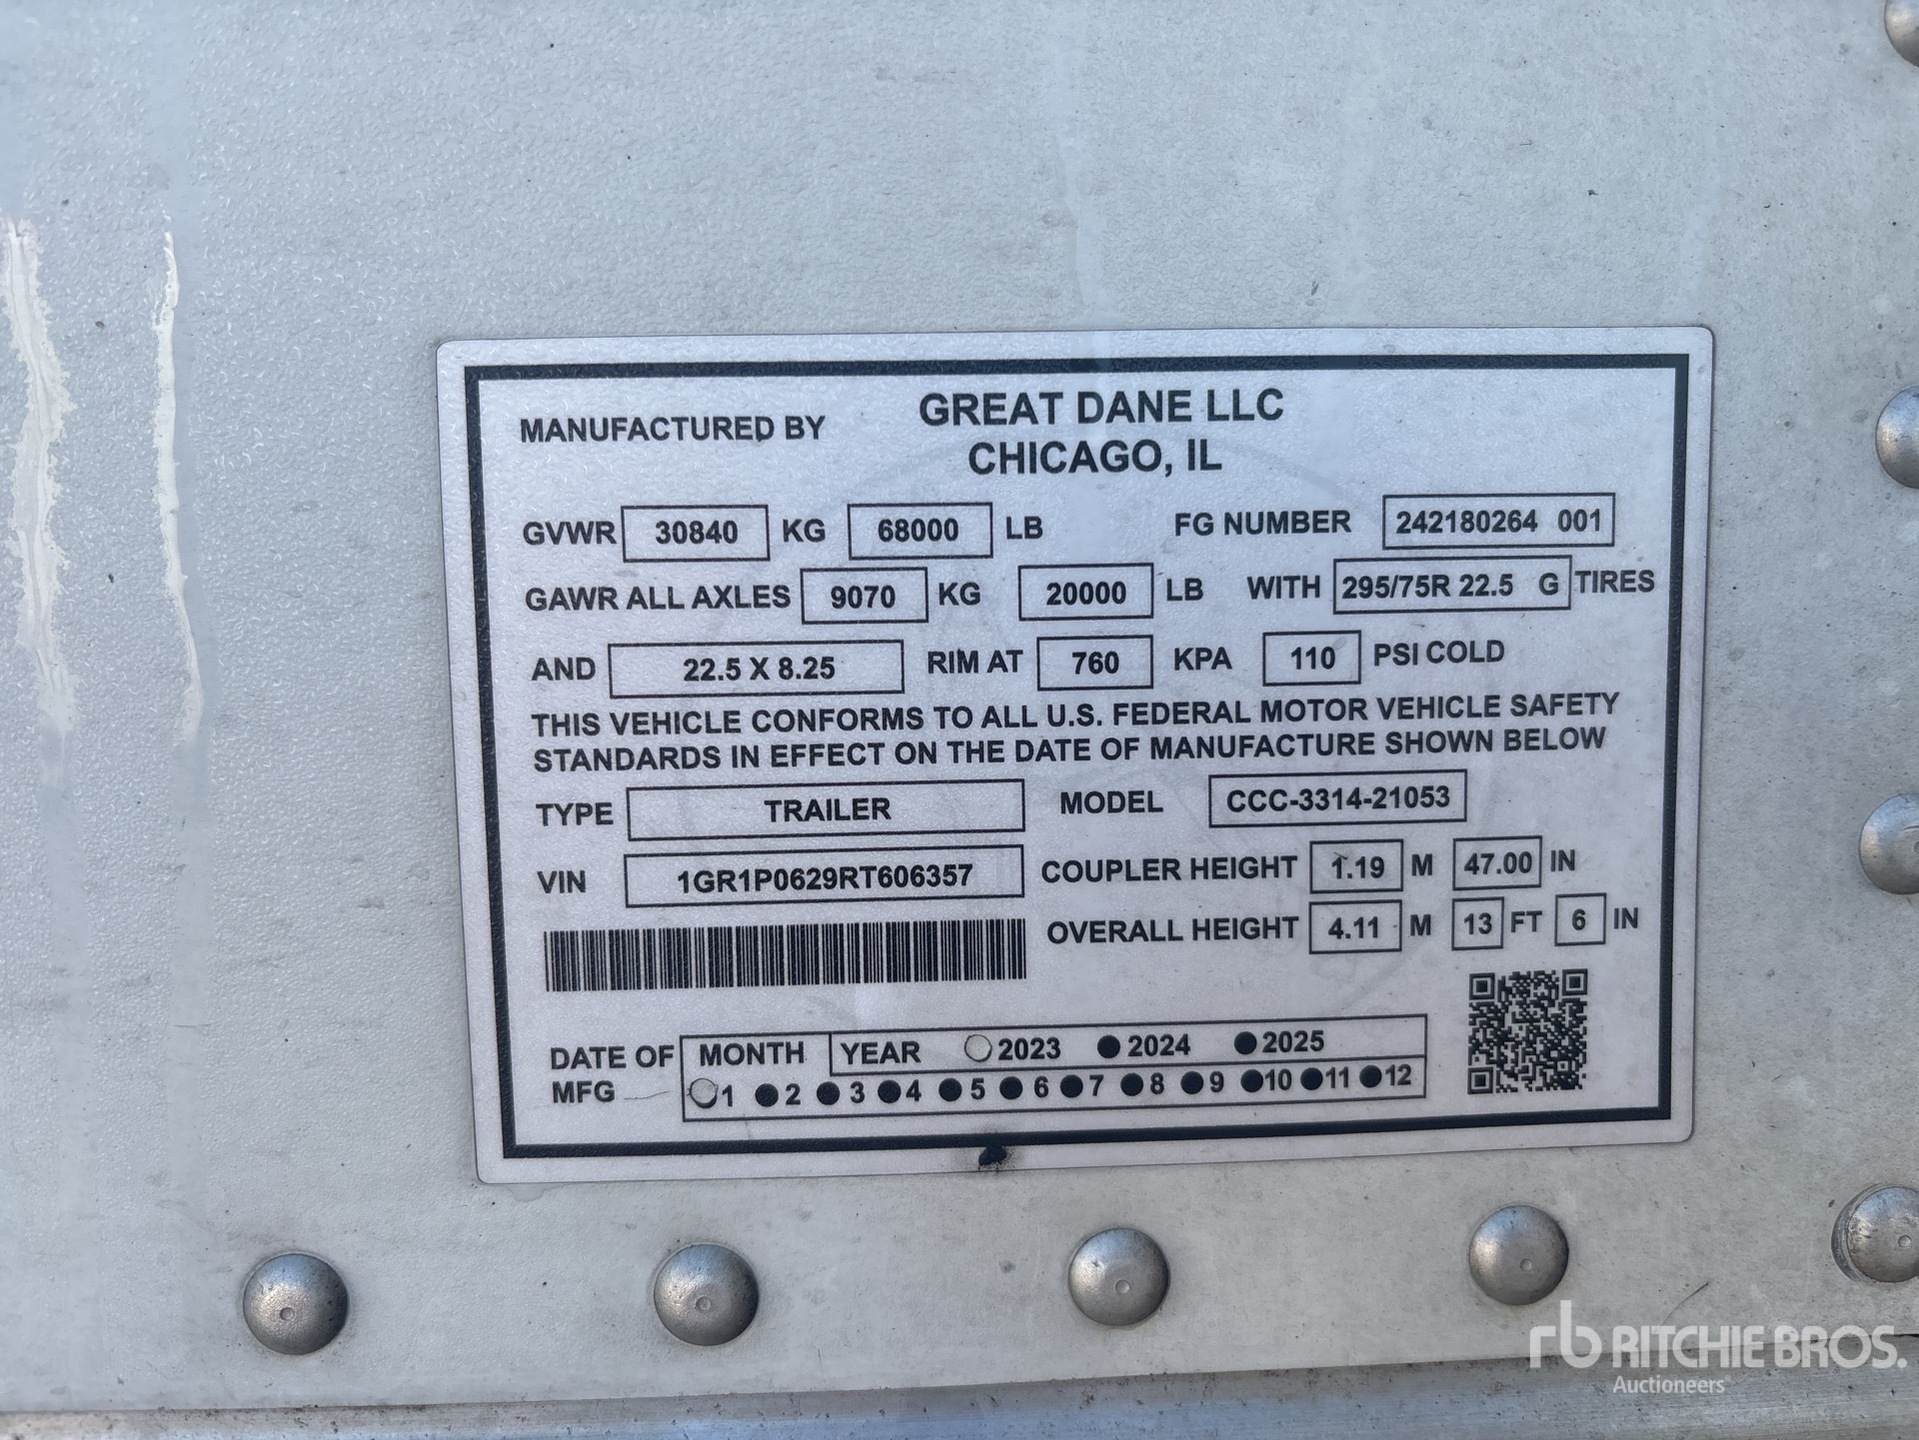 MANUFACTURED BY GREAT DANE LLC
CHICAGO, IL
GVWR 30840 KG 68000 LB FG NUMBER 242180264 001
GAWR ALL AXLES 9070 KG 20000 LB WITH 295/75R 22.5 G TIRES
AND 22.5 X 8.25 RIM AT 760 KPA 110 PSI COLD
THIS VEHICLE CONFORMS TO ALL U.S. FEDERAL MOTOR VEHICLE SAFETY
STANDARDS IN EFFECT ON THE DATE OF MANUFACTURE SHOWN BELOW
TYPE TRAILER MODEL CCC-3314-21053
VIN 1GR1P0629RT606357 COUPLER HEIGHT 1.19 M 47.00 IN
OVERALL HEIGHT 4.11 M 13 FT 6 IN
DATE OF MFG MONTH YEAR 2023 2024 2025
1 2 3 4 5 6 7 8 9 10 11 12
rb RITCHIE BROS.
Auctioneers